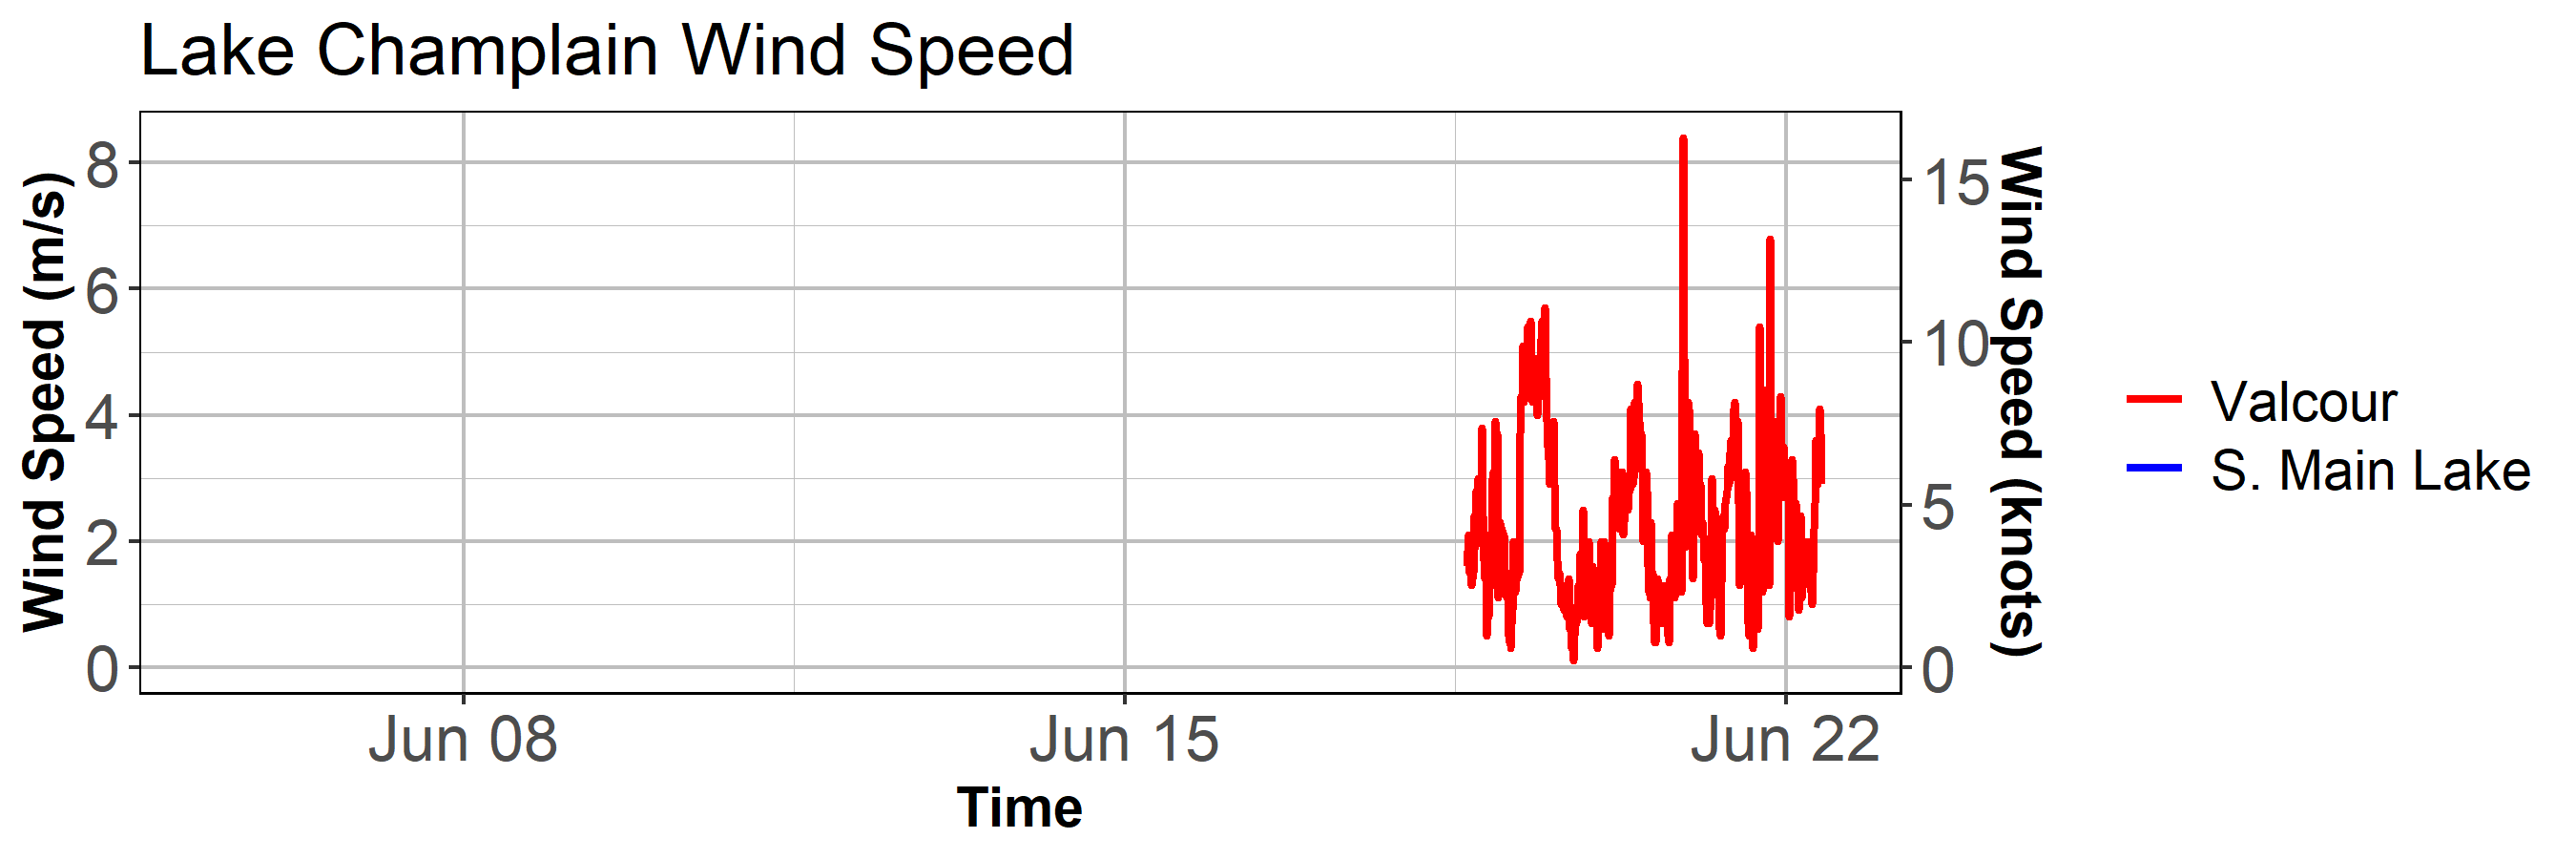 Lake Champlain Wind Speed
Wind Speed (m/s)
8
6
4
2
0
15
10
5
0
Wind Speed (knots)
Jun 08
Jun 15
Jun 22
Time
Valcour
S. Main Lake